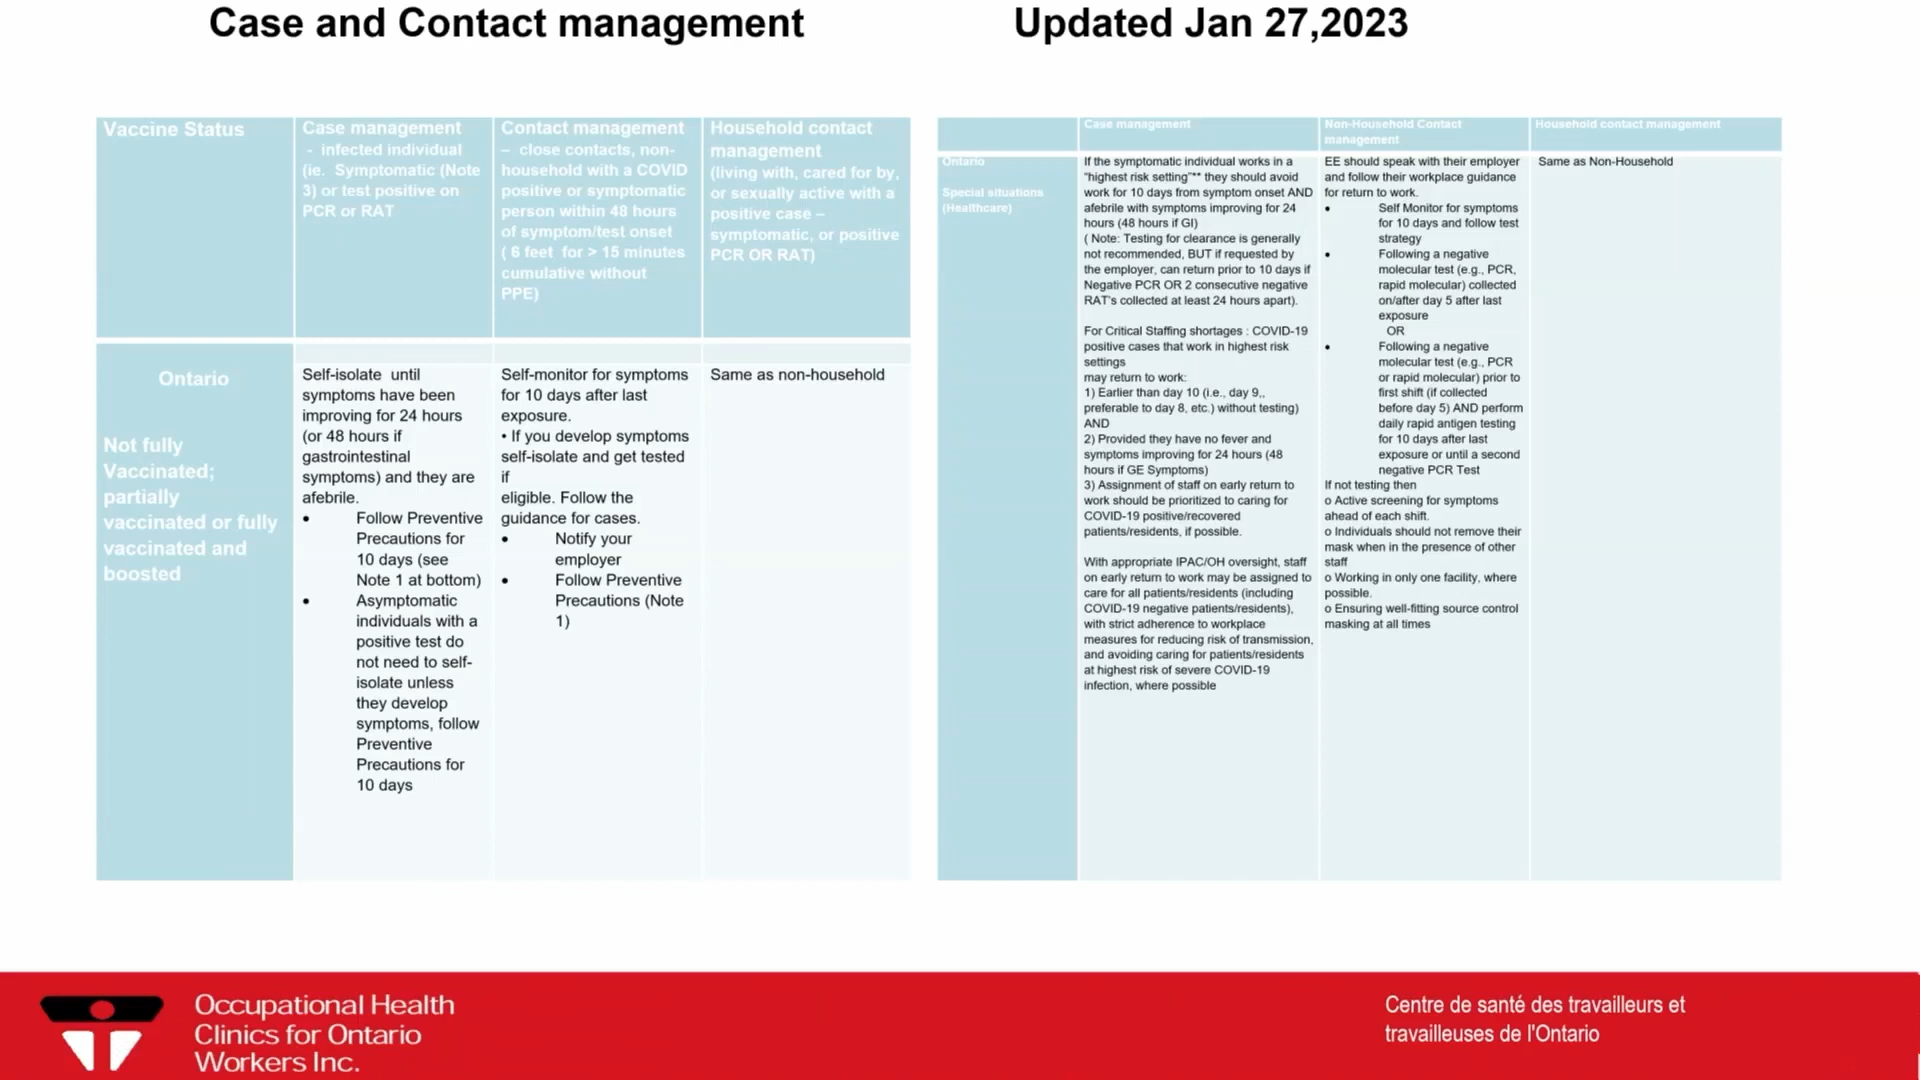 Case and Contact management
Updated Jan 27,2023
Vaccine Status
Case management
- infected individual
(ie. Symptomatic (Note
3) or test positive on
PCR or RAT
Contact management
– close contacts, non-
household with a COVID
positive or symptomatic
person within 48 hours
of symptom/test onset
( 6 feet for > 15 minutes
cumulative without
PPE)
Household contact
management
(living with, cared for by,
or sexually active with a
positive case –
symptomatic, or positive
PCR OR RAT)
Ontario
Not fully
Vaccinated;
partially
vaccinated or fully
vaccinated and
boosted
Self-isolate until
symptoms have been
improving for 24 hours
(or 48 hours if
gastrointestinal
symptoms) and they are
afebrile.
• Follow Preventive
Precautions for
10 days (see
Note 1 at bottom)
• Asymptomatic
individuals with a
positive test do
not need to self-
isolate unless
they develop
symptoms, follow
Preventive
Precautions for
10 days
Self-monitor for symptoms
for 10 days after last
exposure.
• If you develop symptoms
self-isolate and get tested
if
eligible. Follow the
guidance for cases.
• Notify your
employer
• Follow Preventive
Precautions (Note
1)
Same as non-household
Case management
Non-Household Contact
management
Household contact management
Ontario
Special situations
(Healthcare)
If the symptomatic individual works in a
"highest risk setting"** they should avoid
work for 10 days from symptom onset AND
afebrile with symptoms improving for 24
hours (48 hours if GI)
( Note: Testing for clearance is generally
not recommended, BUT if requested by
the employer, can return prior to 10 days if
Negative PCR OR 2 consecutive negative
RAT's collected at least 24 hours apart).
For Critical Staffing shortages : COVID-19
positive cases that work in highest risk
settings
may return to work:
1) Earlier than day 10 (i.e., day 9,,
preferable to day 8, etc.) without testing)
AND
2) Provided they have no fever and
symptoms improving for 24 hours (48
hours if GE Symptoms)
3) Assignment of staff on early return to
work should be prioritized to caring for
COVID-19 positive/recovered
patients/residents, if possible.
With appropriate IPAC/OH oversight, staff
on early return to work may be assigned to
care for all patients/residents (including
COVID-19 negative patients/residents),
with strict adherence to workplace
measures for reducing risk of transmission,
and avoiding caring for patients/residents
at highest risk of severe COVID-19
infection, where possible
EE should speak with their employer
and follow their workplace guidance
for return to work.
• Self Monitor for symptoms
for 10 days and follow test
strategy
• Following a negative
molecular test (e.g., PCR,
rapid molecular) collected
on/after day 5 after last
exposure
OR
• Following a negative
molecular test (e.g., PCR
or rapid molecular) prior to
first shift (if collected
before day 5) AND perform
daily rapid antigen testing
for 10 days after last
exposure or until a second
negative PCR Test
If not testing then
o Active screening for symptoms
ahead of each shift.
o Individuals should not remove their
mask when in the presence of other
staff
o Working in only one facility, where
possible.
o Ensuring well-fitting source control
masking at all times
Same as Non-Household
Occupational Health
Clinics for Ontario
Workers Inc.
Centre de santé des travailleurs et
travailleuses de l'Ontario